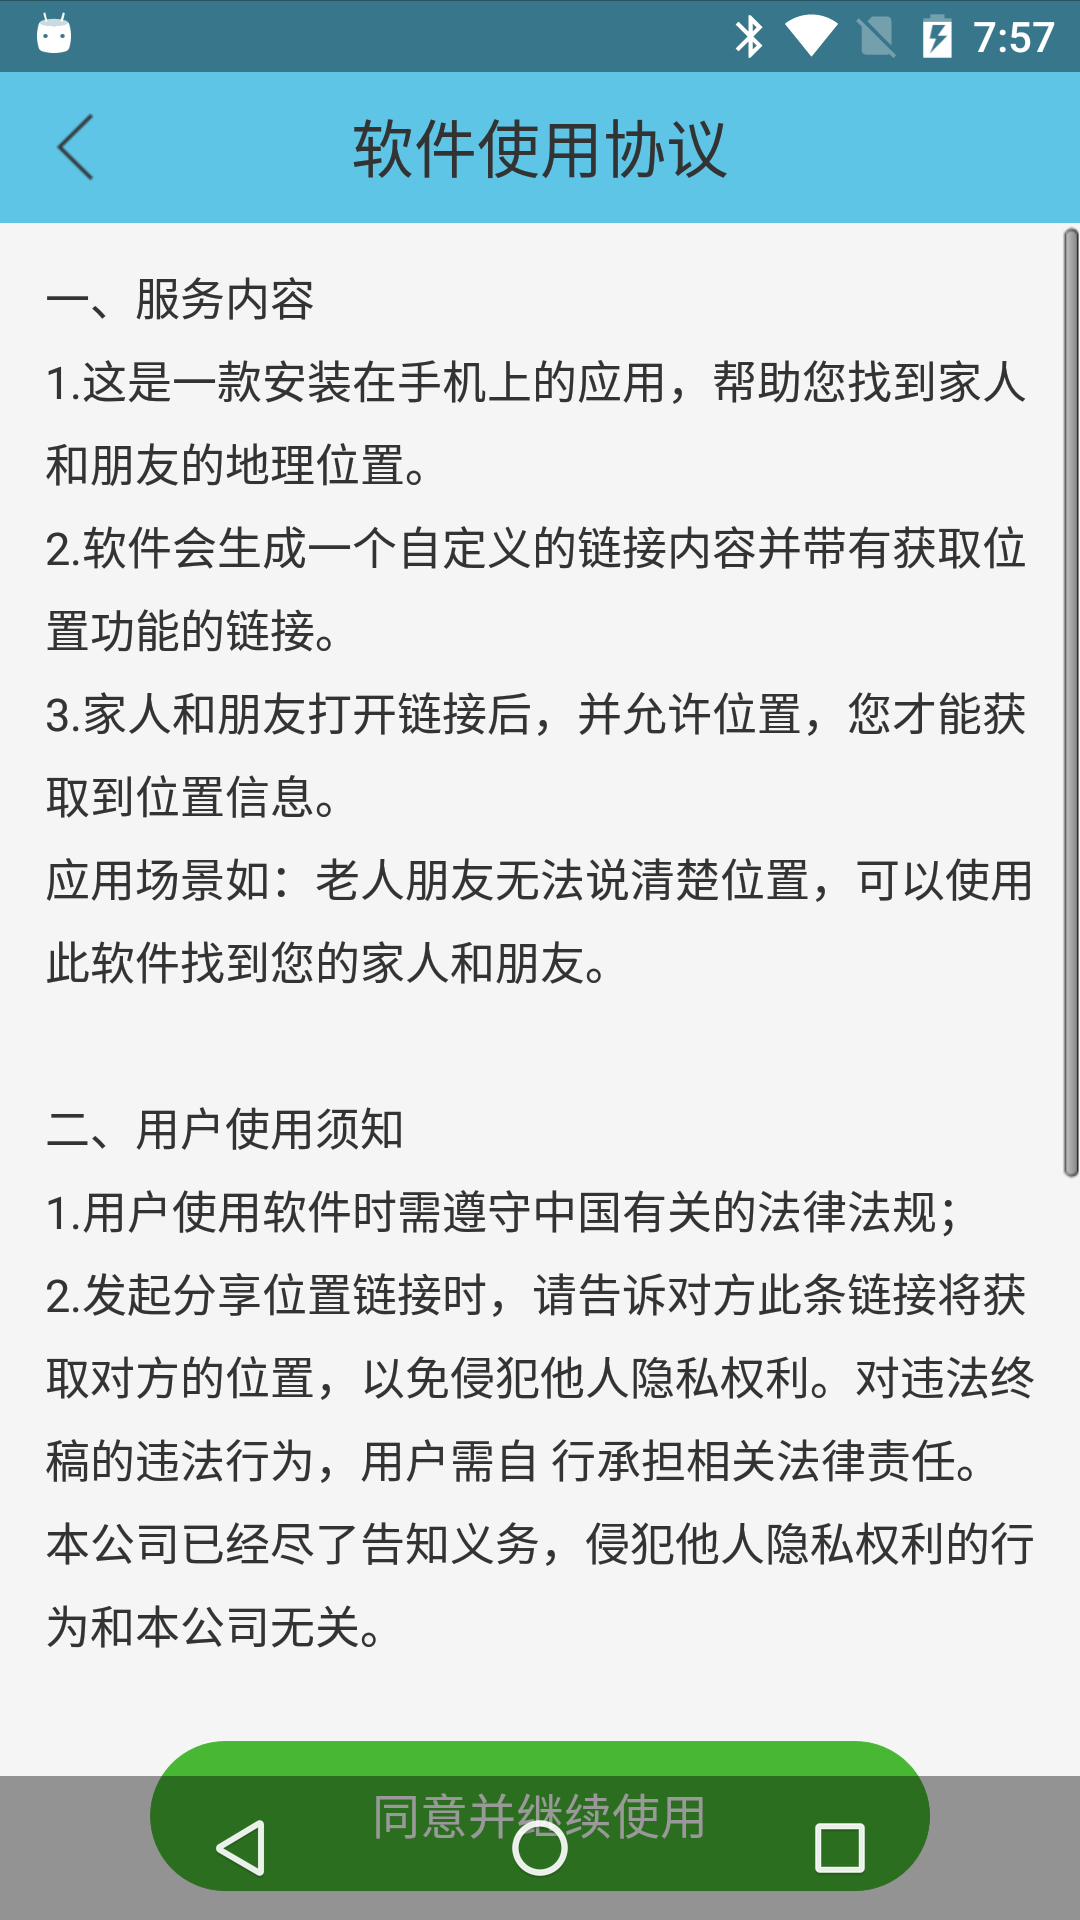 7:57
软件使用协议
一、服务内容
1.这是一款安装在手机上的应用，帮助您找到家人
和朋友的地理位置。
2.软件会生成一个自定义的链接内容并带有获取位
置功能的链接。
3.家人和朋友打开链接后，并允许位置，您才能获
取到位置信息。
应用场景如：老人朋友无法说清楚位置，可以使用
此软件找到您的家人和朋友。
二、用户使用须知
1.用户使用软件时需遵守中国有关的法律法规；
2.发起分享位置链接时，请告诉对方此条链接将获
取对方的位置，以免侵犯他人隐私权利。对违法终
稿的违法行为，用户需自 行承担相关法律责任。
本公司已经尽了告知义务，侵犯他人隐私权利的行
为和本公司无关。
同意并继续使用